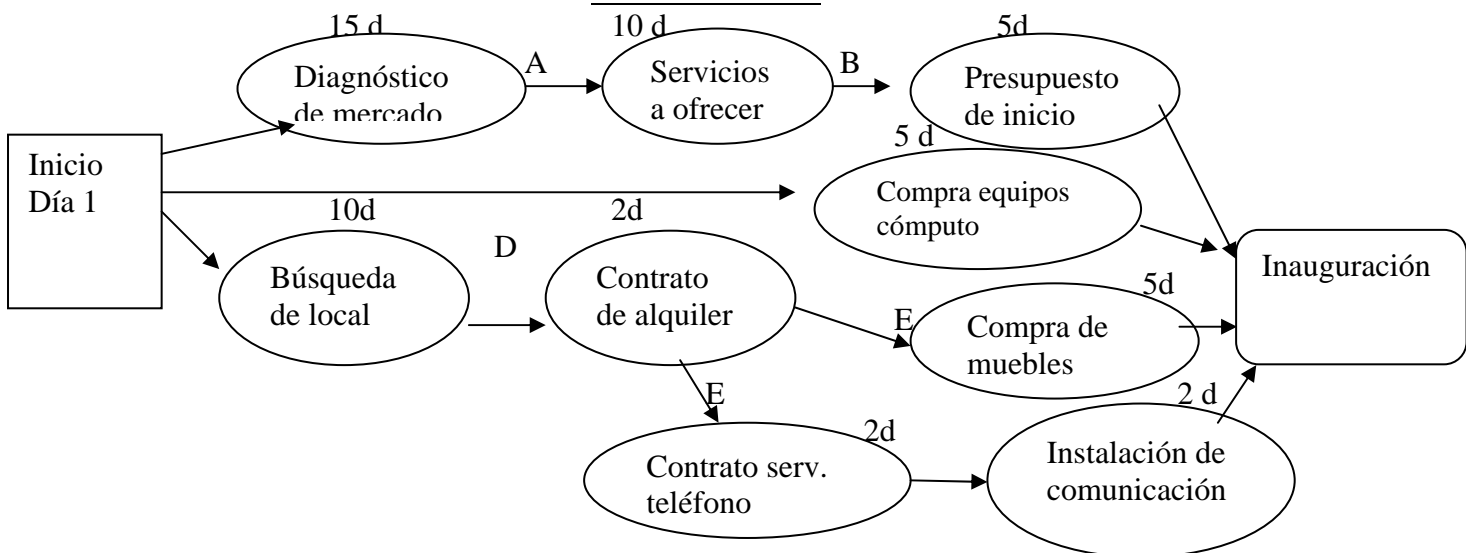 15 d
10 d
5d
A
B
Diagnóstico
de mercado
Servicios
a ofrecer
Presupuesto
de inicio
Inicio
Día 1
5 d
Compra equipos
cómputo
10d
2d
D
Búsqueda
de local
Contrato
de alquiler
E
5d
Compra de
muebles
Inauguración
E
2d
2 d
Contrato serv.
teléfono
Instalación de
comunicación